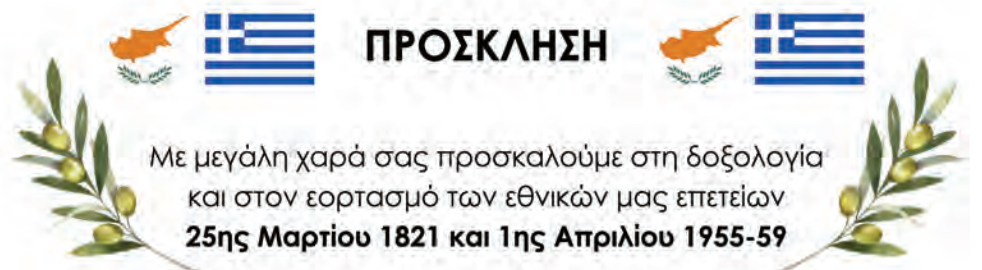 ΠΡΟΣΚΛΗΣΗ
Με μεγάλη χαρά σας προσκαλούμε στη δοξολογία
και στον εορτασμό των εθνικών μας επετείων
25ης Μαρτίου 1821 και 1ης Απριλίου 1955-59